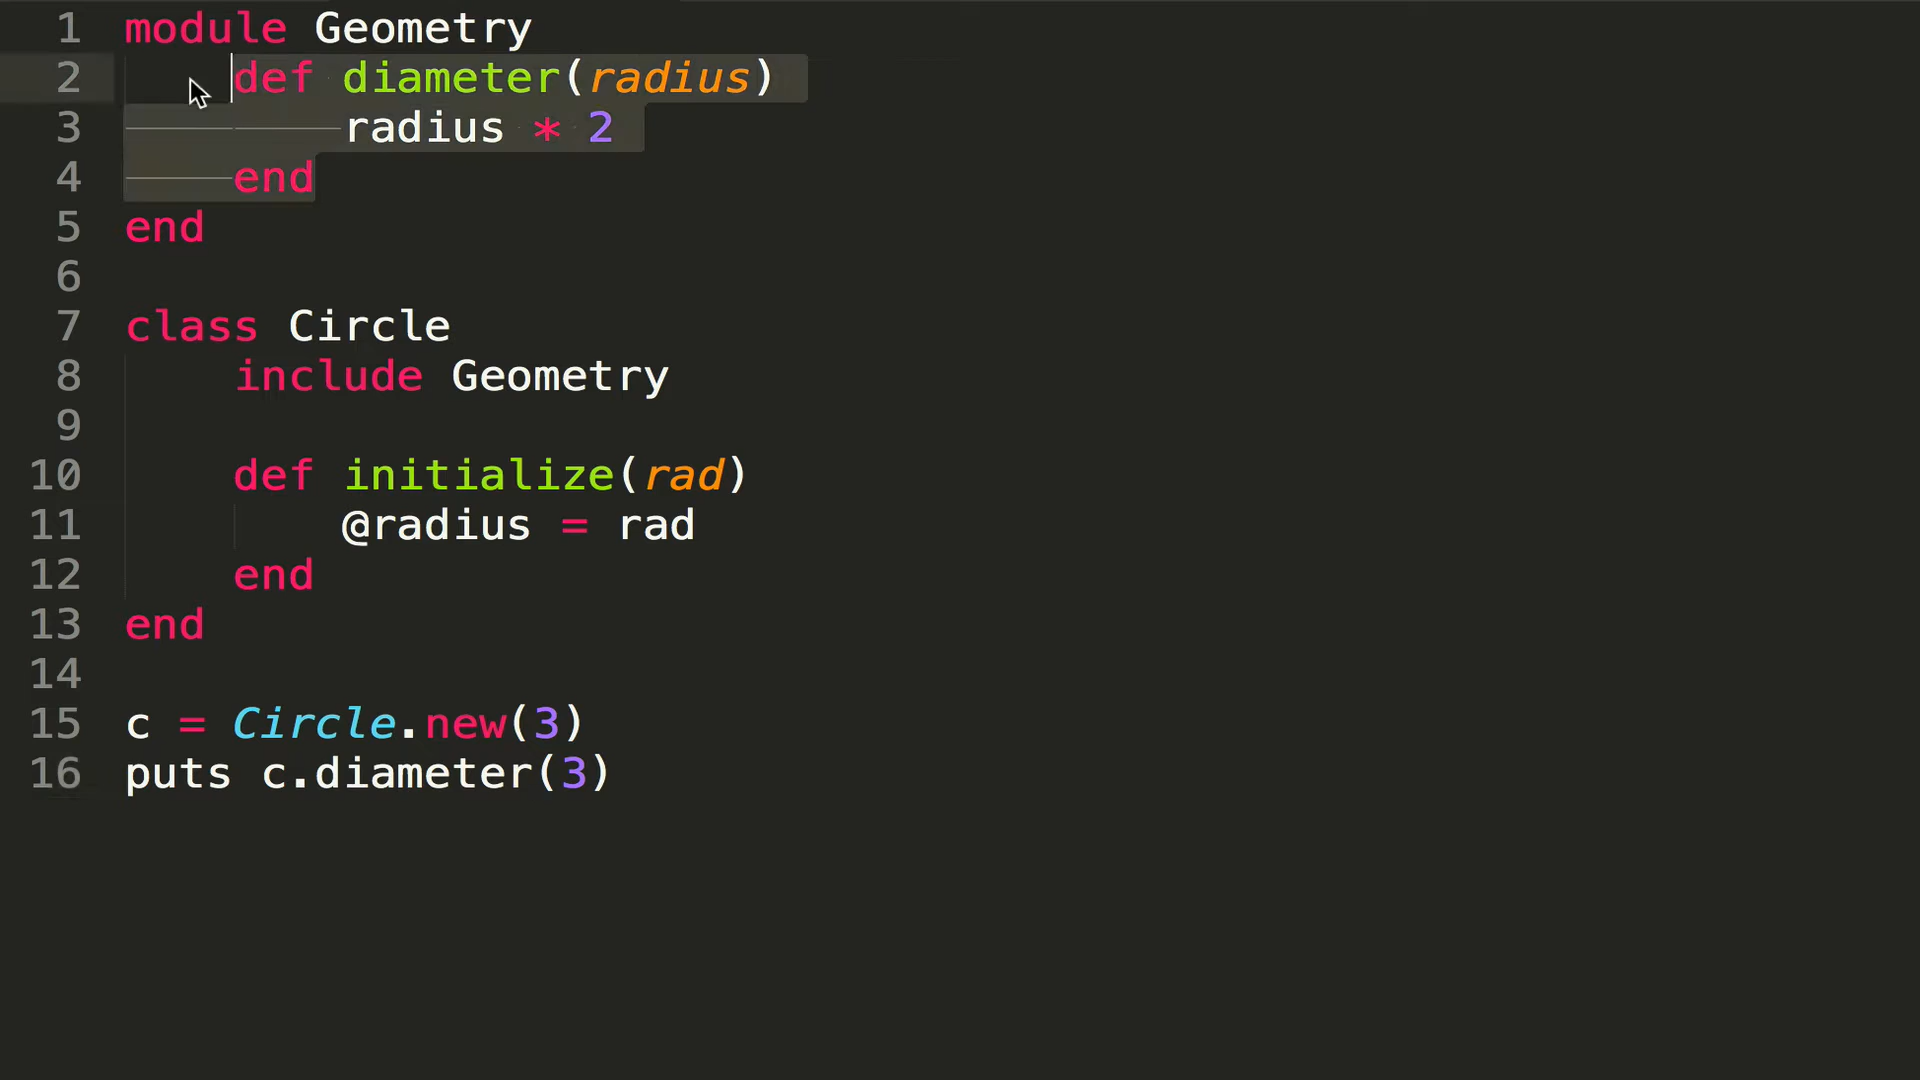 1 module Geometry
2 def diameter(radius)
3 radius * 2
4 end
5 end
6
7 class Circle
8 include Geometry
9
10 def initialize(rad)
11 @radius = rad
12 end
13 end
14
15 c = Circle.new(3)
16 puts c.diameter(3)